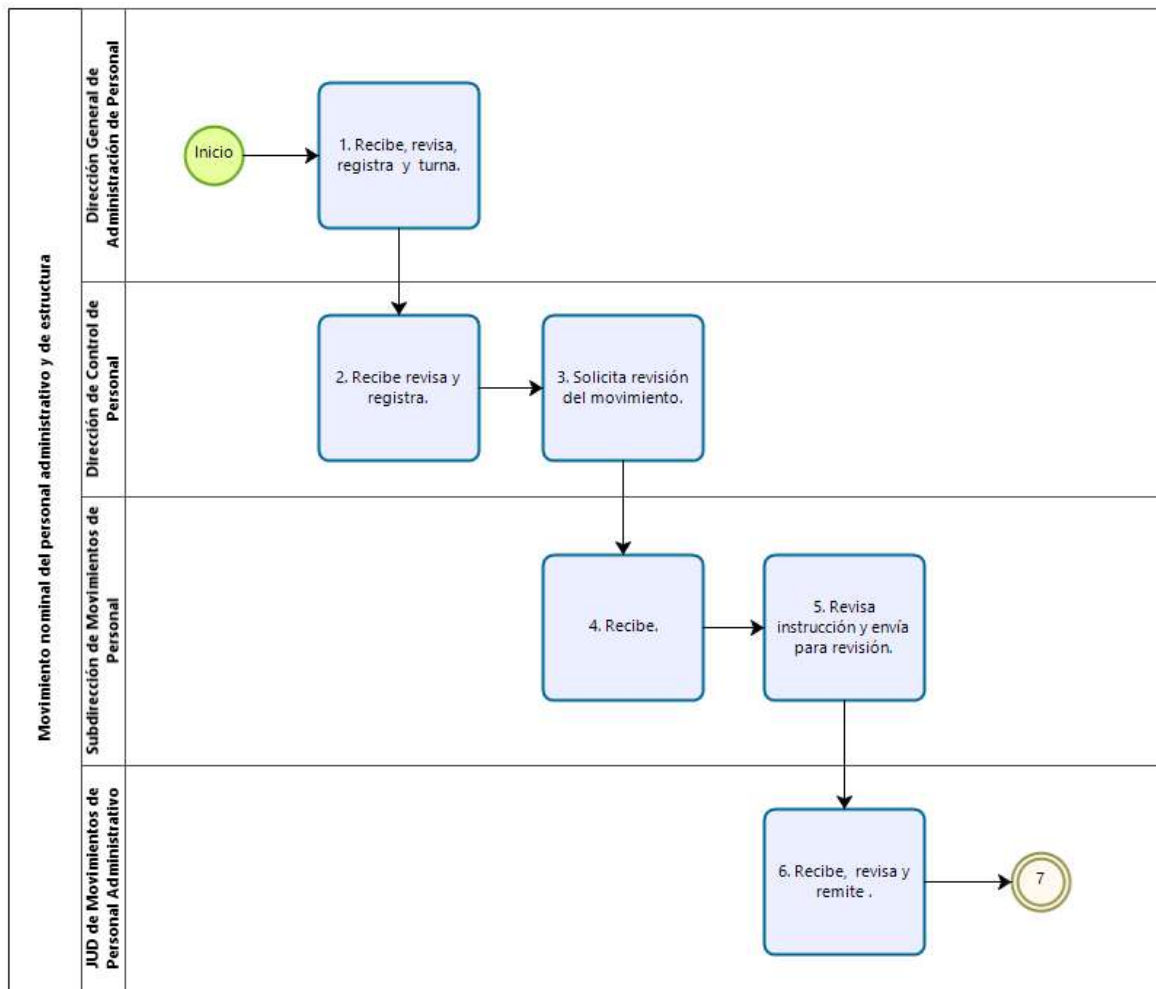 Movimiento nominal del personal administrativo y de estructura
Dirección General de
Administración de Personal
Inicio
1. Recibe, revisa,
registra y turna.
Dirección de Control de
Personal
2. Recibe revisa y
registra.
3. Solicita revisión
del movimiento.
Subdirección de Movimientos de
Personal
4. Recibe.
5. Revisa
instrucción y envía
para revisión.
JUD de Movimientos de
Personal Administrativo
6. Recibe, revisa y
remite .
7